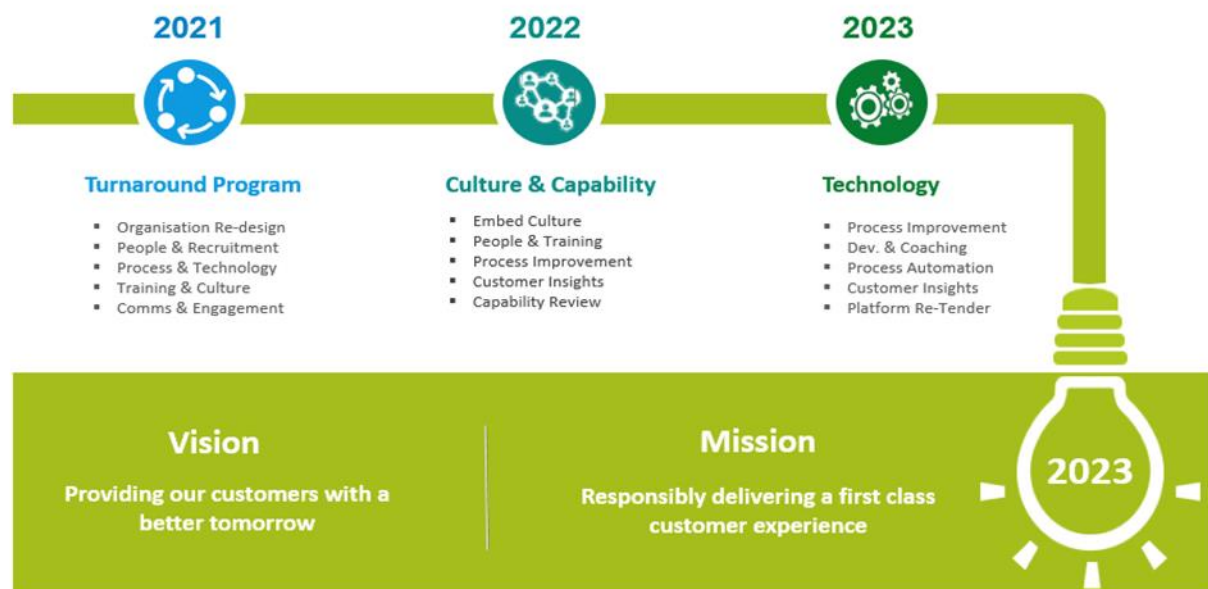 2021
2022
2023
Turnaround Program
Organisation Re-design
People & Recruitment
Process & Technology
Training & Culture
Comms & Engagement
Culture & Capability
Embed Culture
People & Training
Process Improvement
Customer Insights
Capability Review
Technology
Process Improvement
Dev. & Coaching
Process Automation
Customer Insights
Platform Re-Tender
Vision
Providing our customers with a
better tomorrow
Mission
Responsibly delivering a first class
customer experience
2023